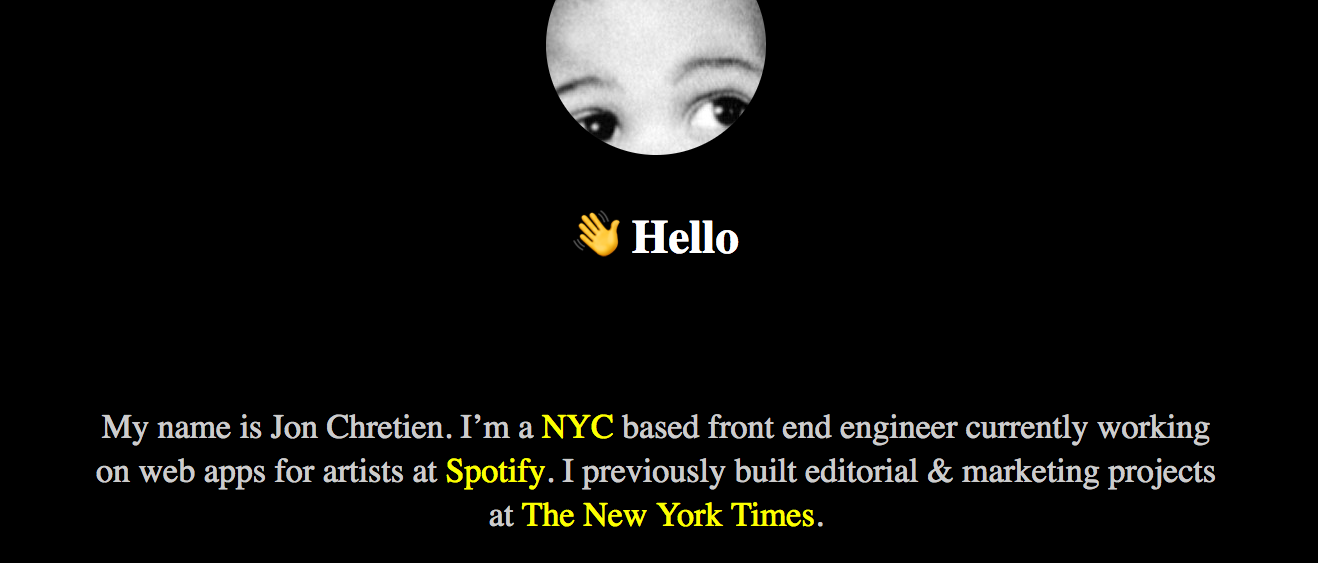 👋 Hello
My name is Jon Chretien. I’m a NYC based front end engineer currently working
on web apps for artists at Spotify. I previously built editorial & marketing projects
at The New York Times.